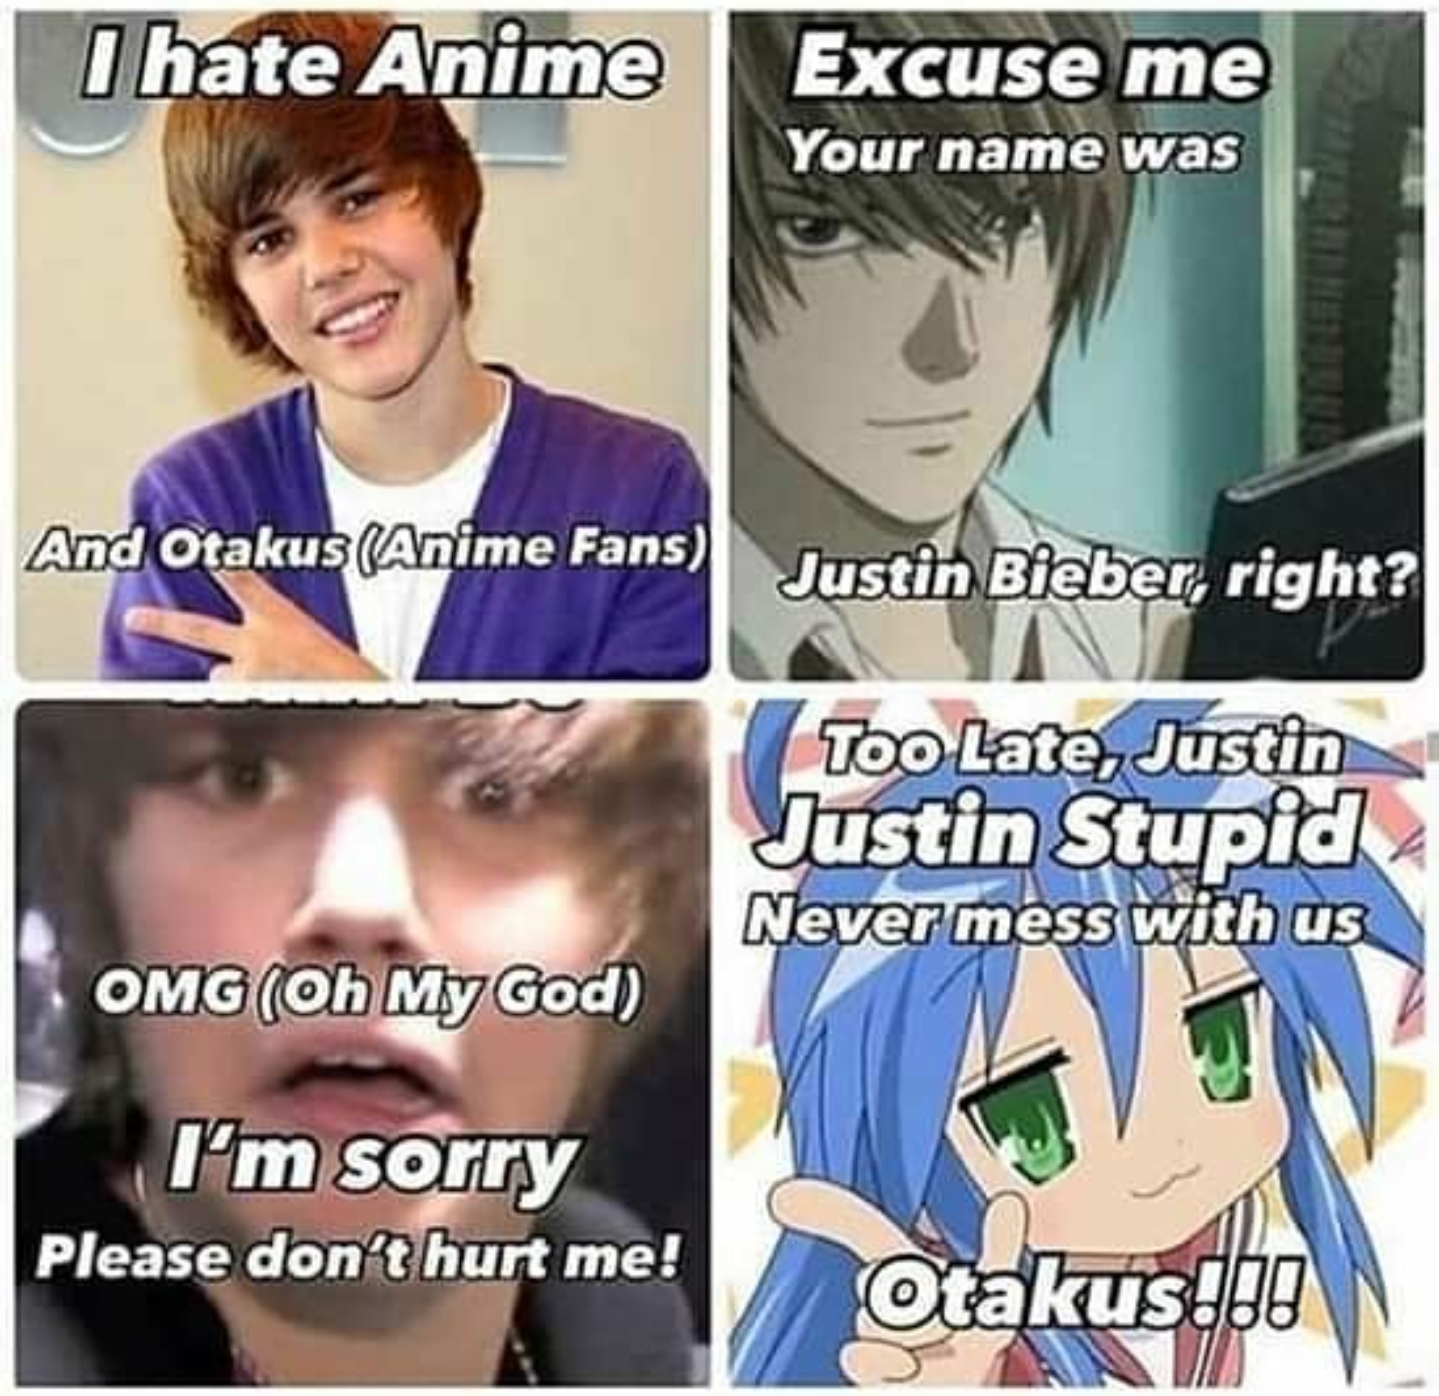 I hate Anime
And Otakus (Anime Fans)
Excuse me
Your name was
Justin Bieber, right?
OMG (Oh My God)
I'm sorry
Please don't hurt me!
Too Late, Justin
Justin Stupid
Never mess with us
Otakus!!!